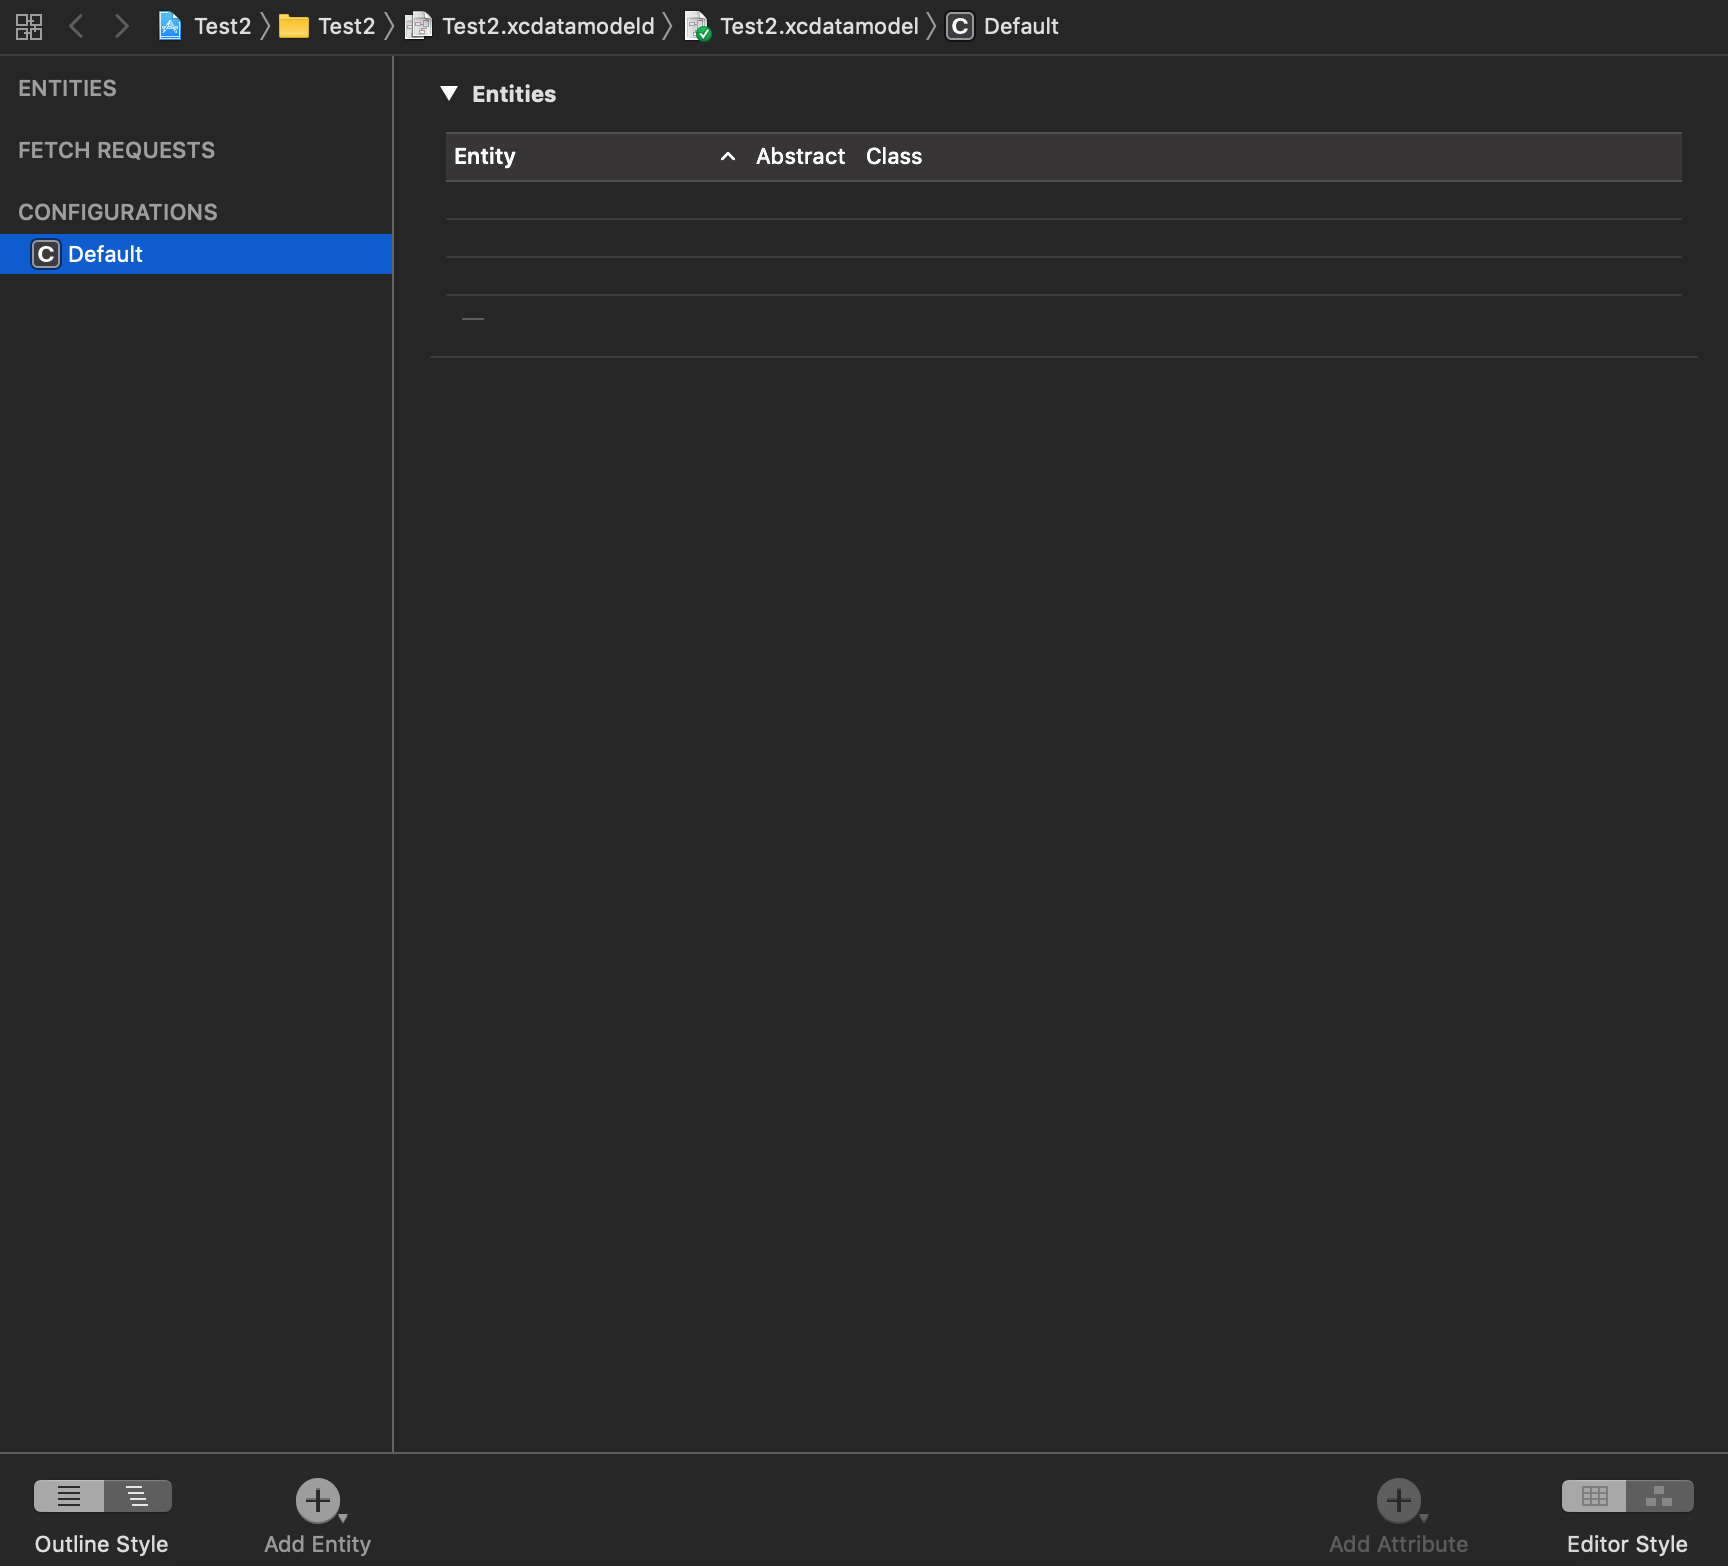 Test2 Test2 Test2.xcdatamodeld Test2.xcdatamodel C Default
ENTITIES
FETCH REQUESTS
CONFIGURATIONS
C Default
Entities
Entity Abstract Class
Outline Style Add Entity Add Attribute Editor Style